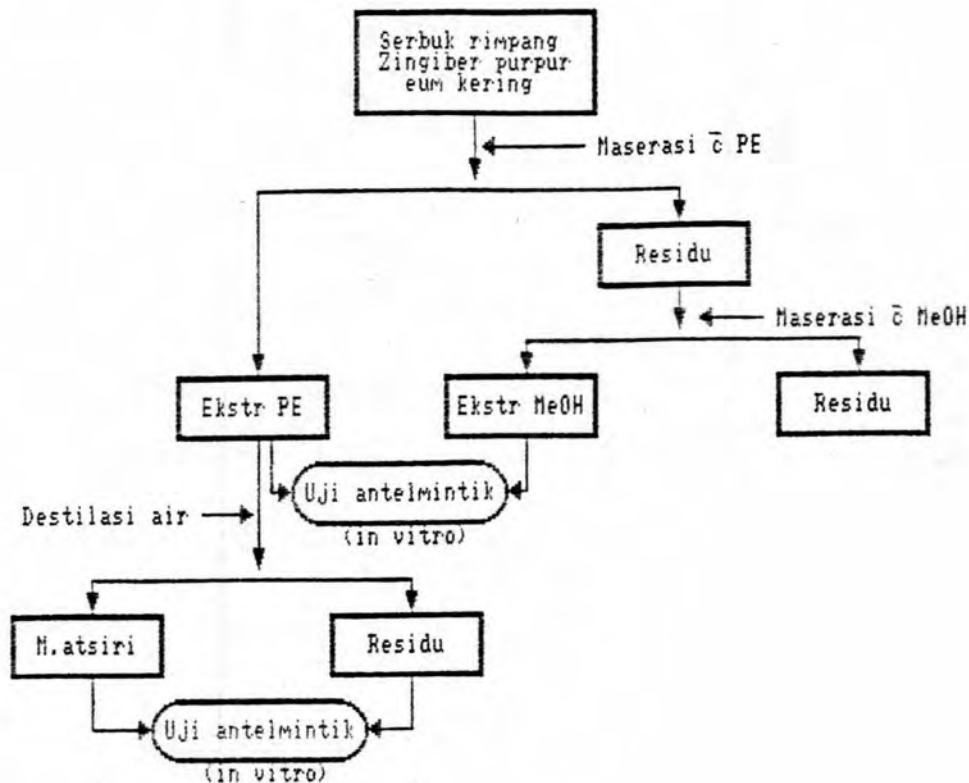 Serbuk rimpang
Zingiber purpur
eum kering
Maserasi c̄ PE
Residu
Maserasi c̄ MeOH
Ekstr PE
Ekstr MeOH
Residu
Uji antelmintik
(in vitro)
Destilasi air
M.atsiri
Residu
Uji antelmintik
(in vitro)